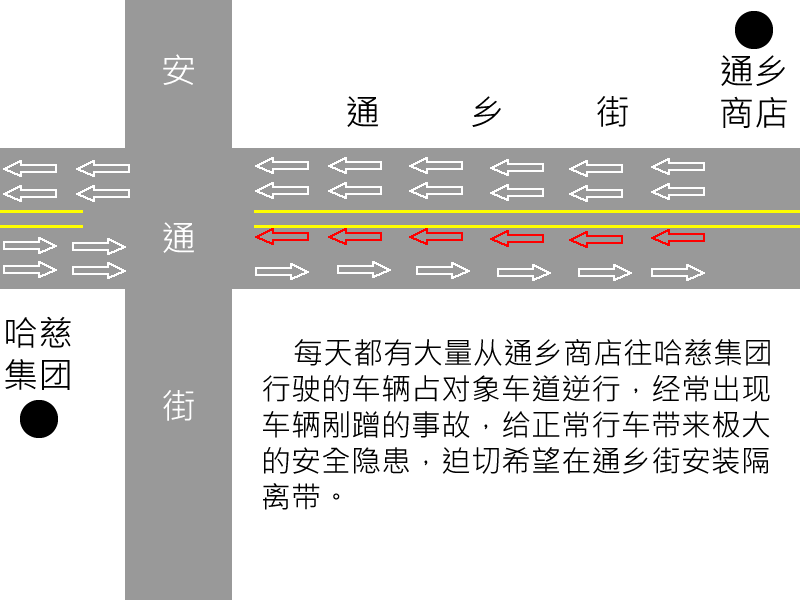 安
通乡
商店
通 乡 街
通
哈慈
集团
每天都有大量从通乡商店往哈慈集团
行驶的车辆占对象车道逆行，经常出现
车辆剐蹭的事故，给正常行车带来极大
的安全隐患，迫切希望在通乡街安装隔
离带。
街